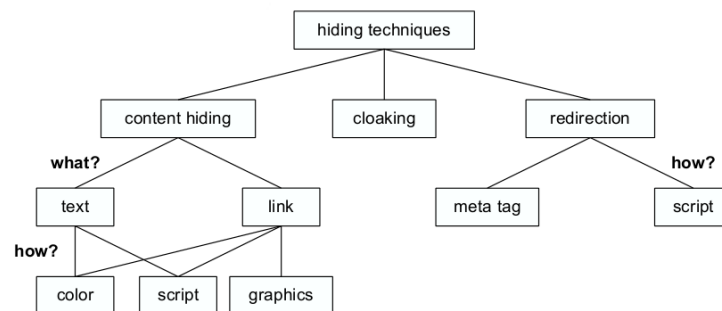 hiding techniques
content hiding
cloaking
redirection
what?
how?
text
link
meta tag
script
how?
color
script
graphics